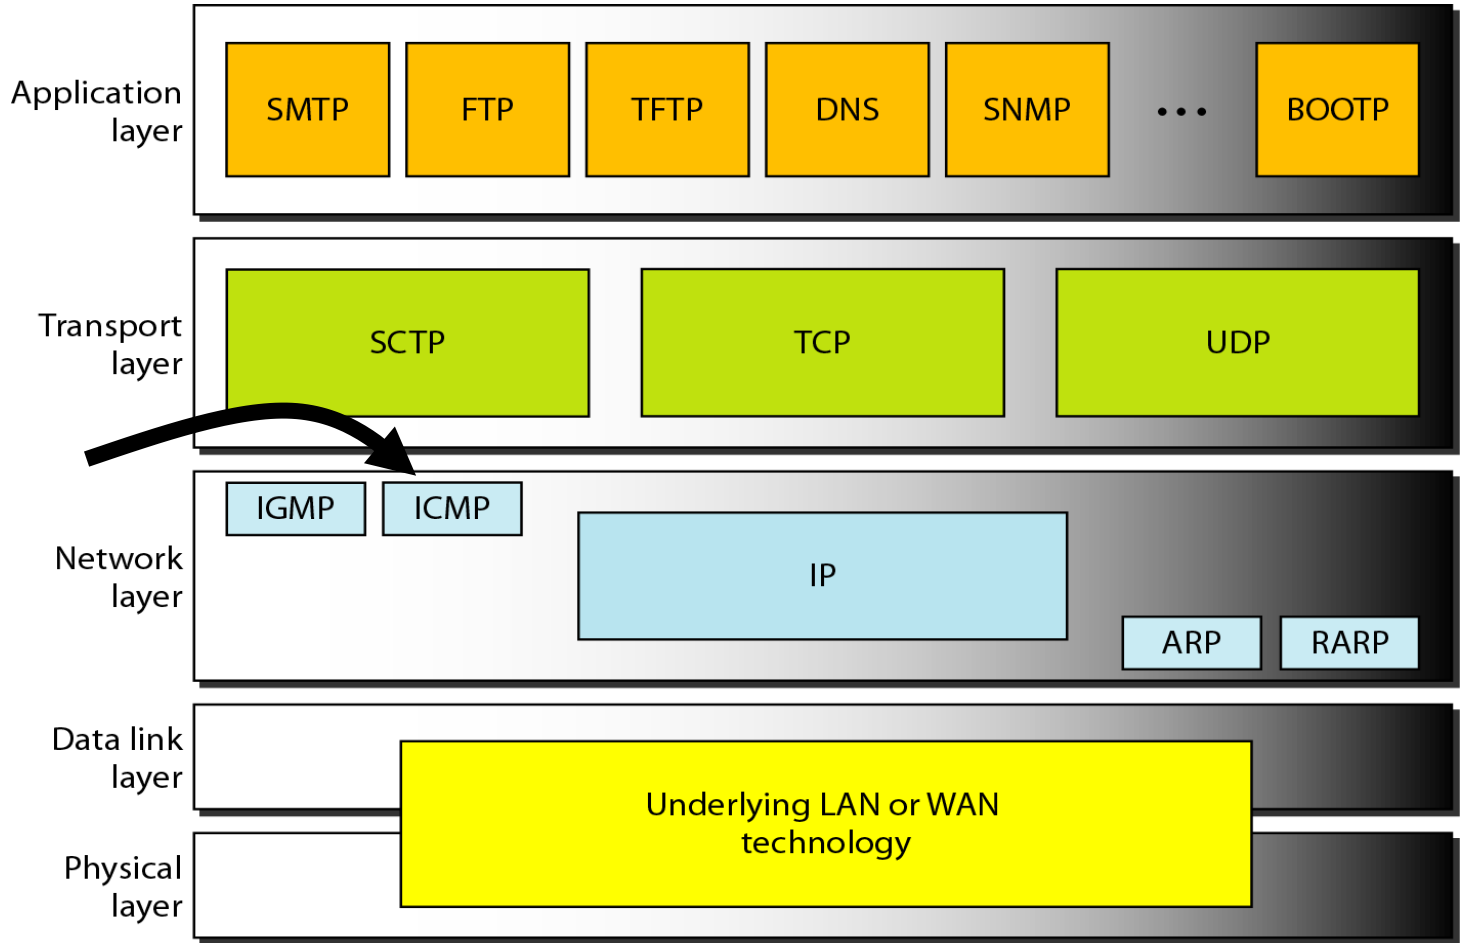 Application
layer
SMTP
FTP
TFTP
DNS
SNMP
...
BOOTP
Transport
layer
SCTP
TCP
UDP
Network
layer
IGMP
ICMP
IP
ARP
RARP
Data link
layer
Underlying LAN or WAN
technology
Physical
layer